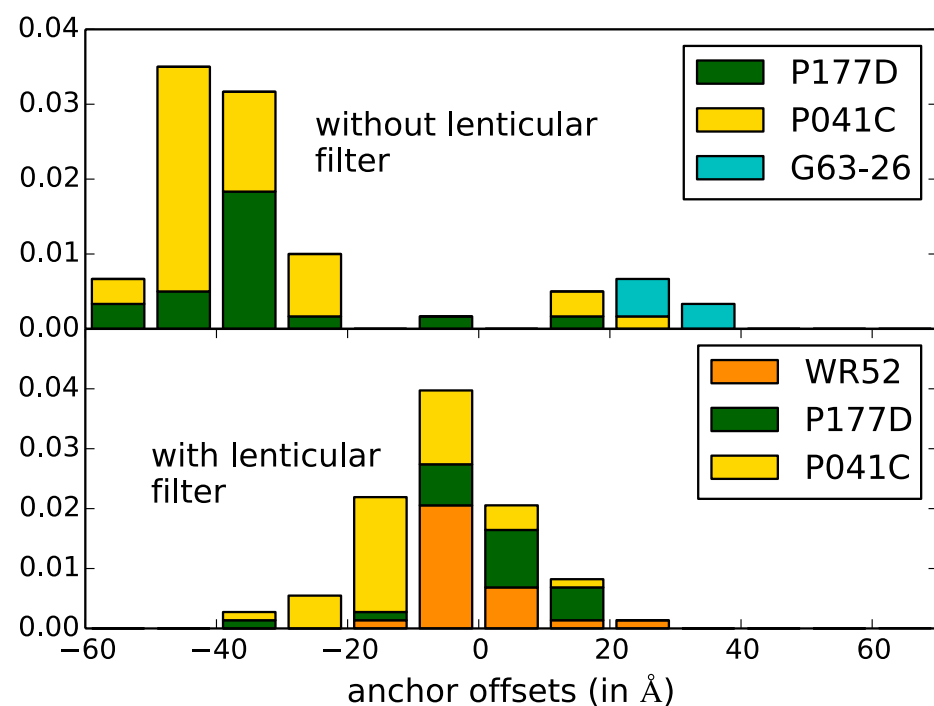 0.04
0.03
0.02
0.01
0.00
without lenticular
filter
P177D
P041C
G63-26
0.04
0.03
0.02
0.01
0.00
with lenticular
filter
WR52
P177D
P041C
−60 −40 −20 0 20 40 60
anchor offsets (in Å)